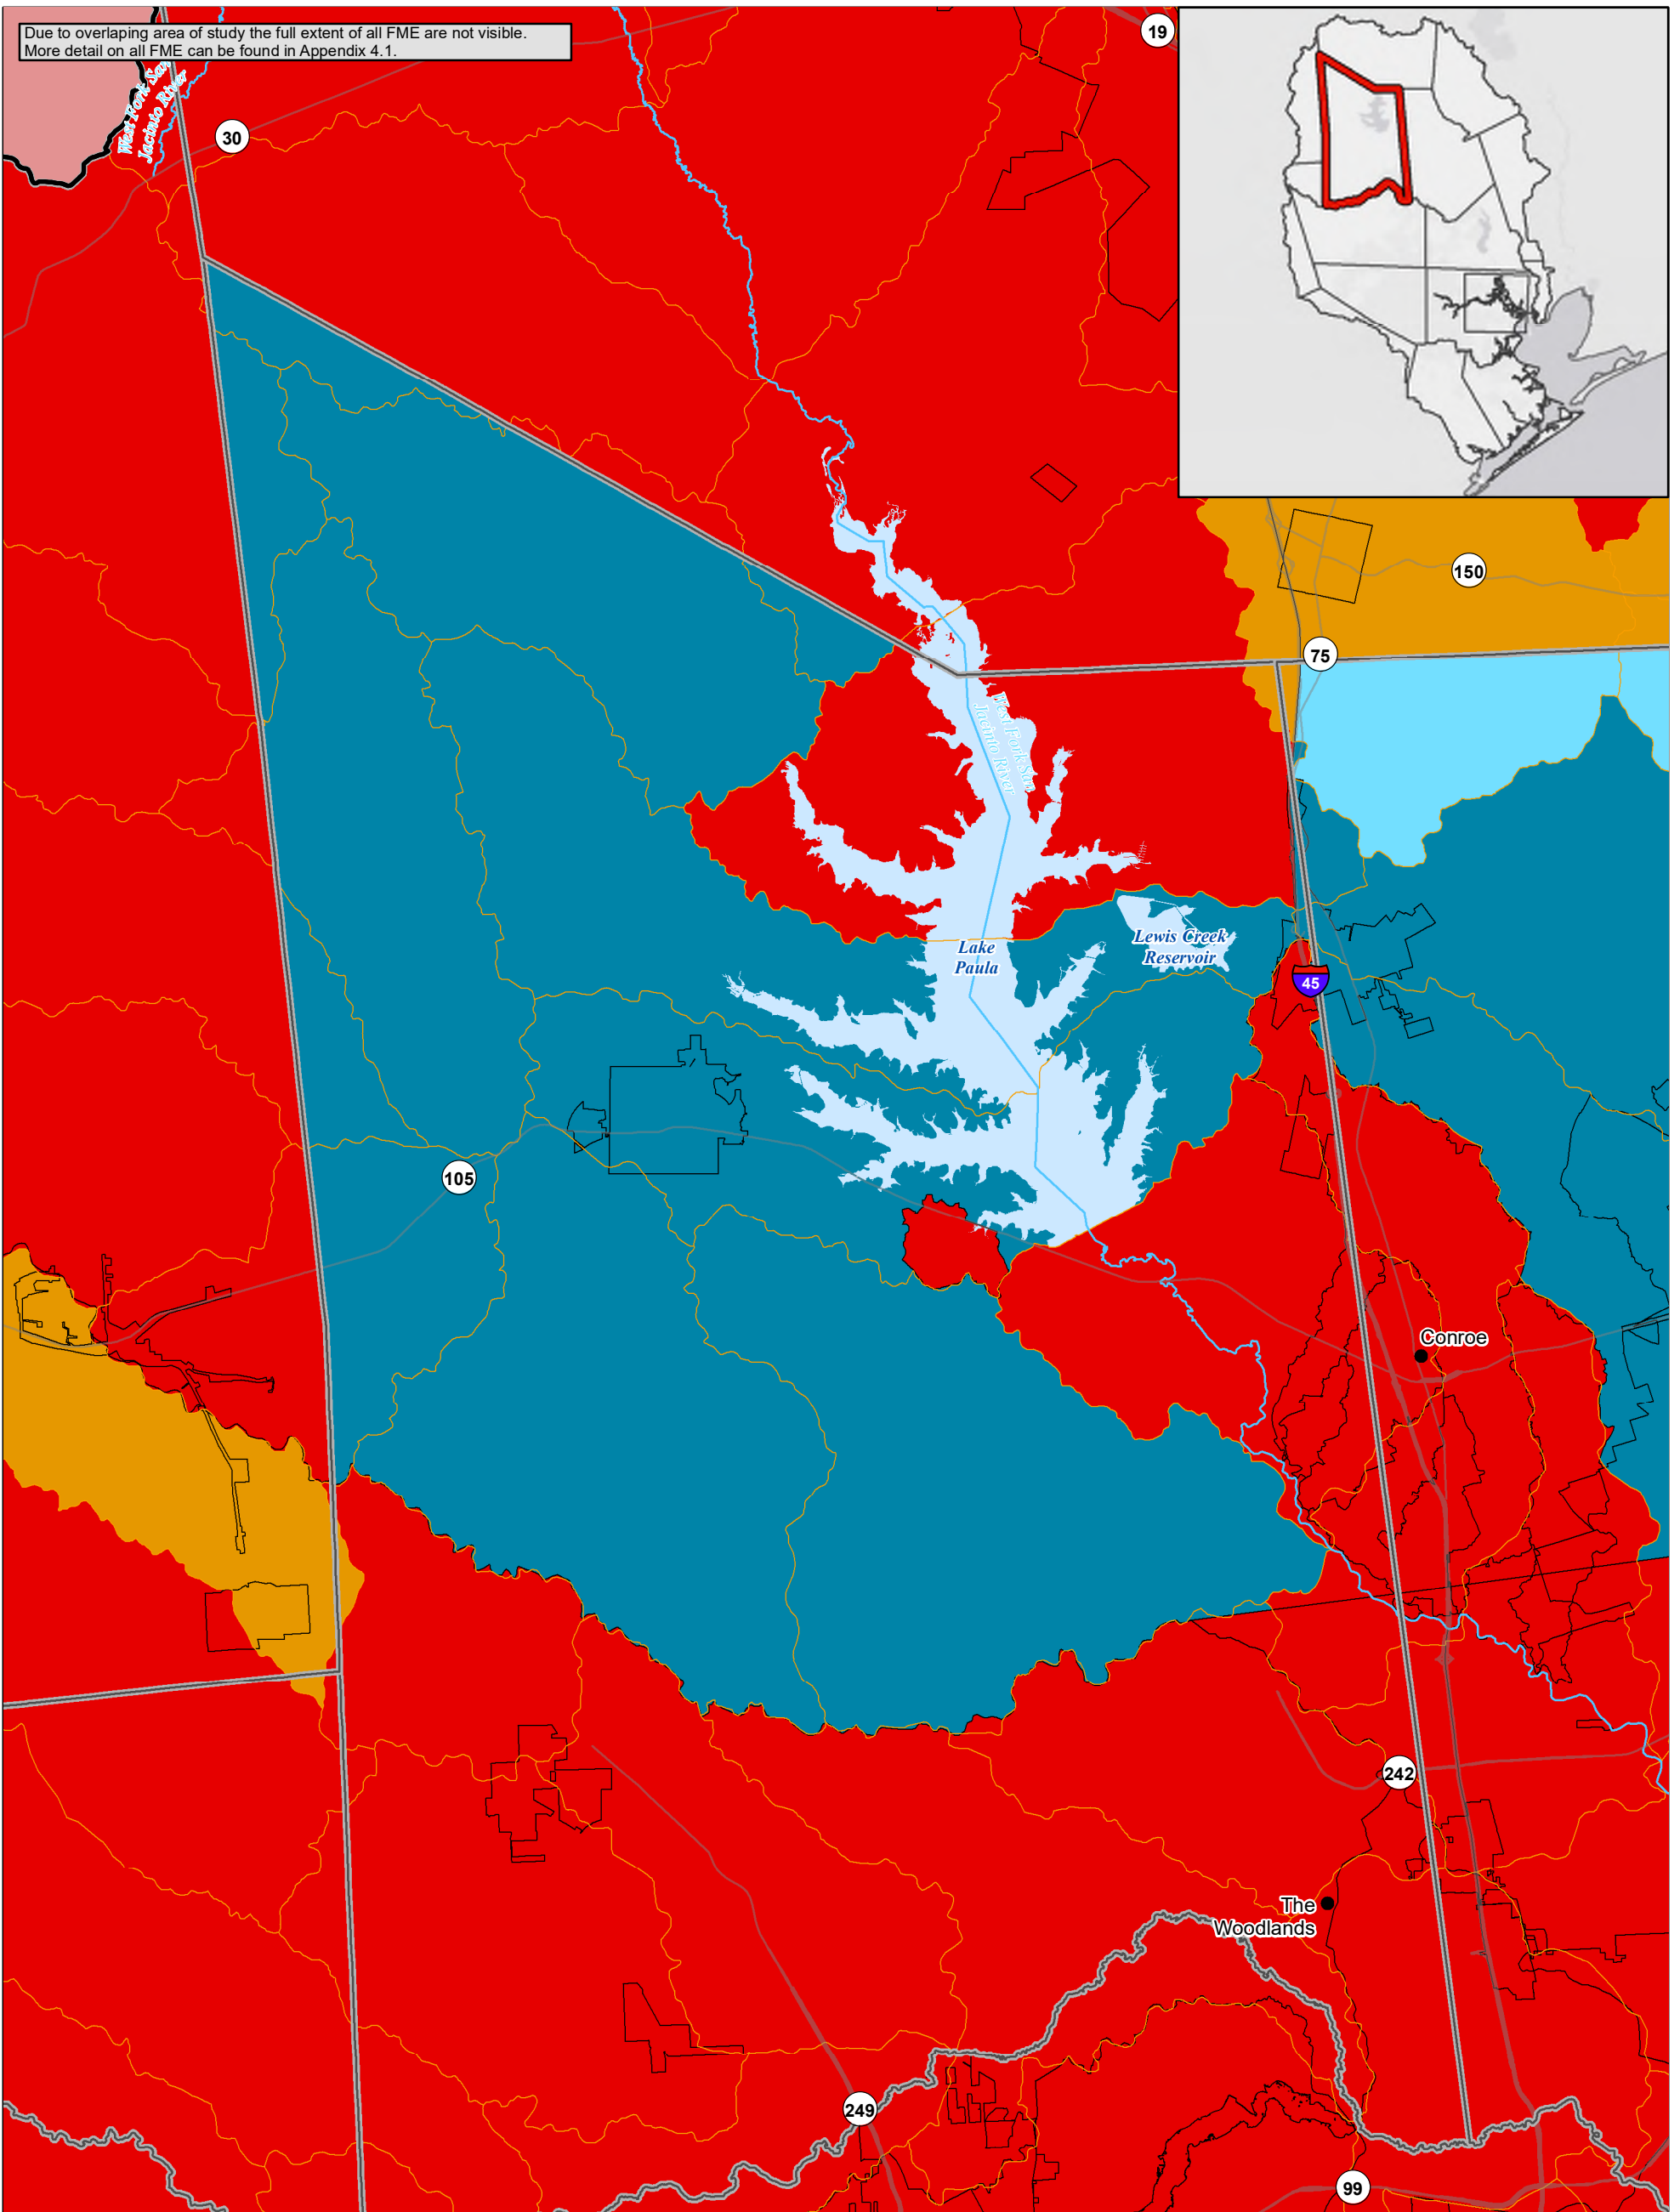 Due to overlaping area of study the full extent of all FME are not visible.
More detail on all FME can be found in Appendix 4.1.
19
West Fork San
Jacinto River
30
150
75
West Fork San
Jacinto River
Lake
Paula
Lewis Creek
Reservoir
45
105
Conroe
242
The
Woodlands
249
99